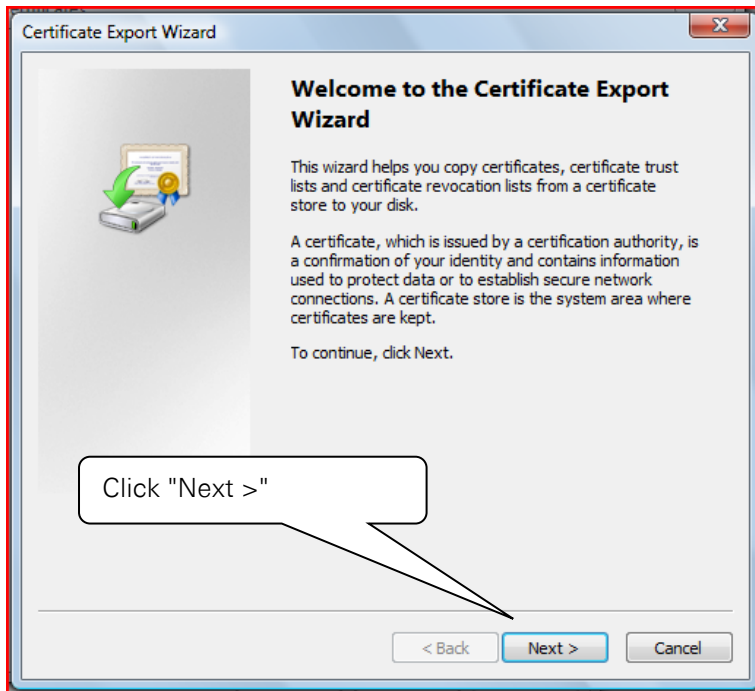 Certificate Export Wizard
Welcome to the Certificate Export
Wizard
This wizard helps you copy certificates, certificate trust
lists and certificate revocation lists from a certificate
store to your disk.
A certificate, which is issued by a certification authority, is
a confirmation of your identity and contains information
used to protect data or to establish secure network
connections. A certificate store is the system area where
certificates are kept.
To continue, click Next.
Click "Next >"
< Back
Next >
Cancel